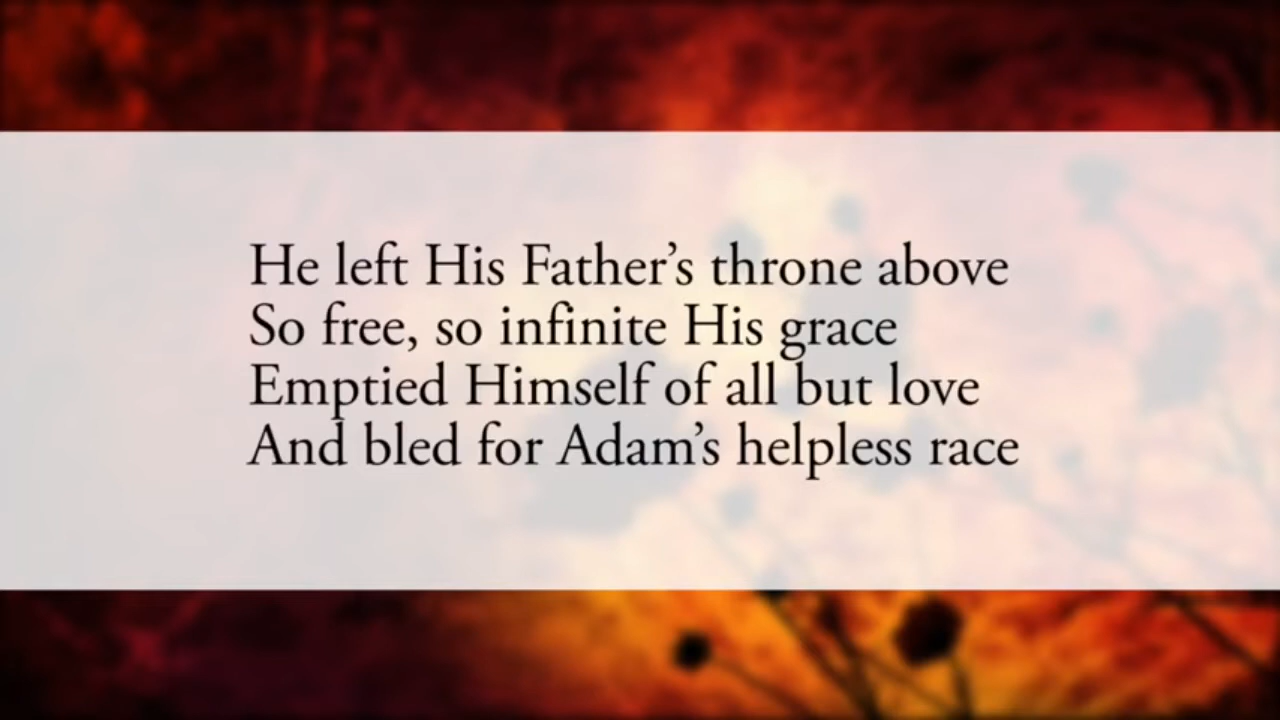 He left His Father’s throne above
So free, so infinite His grace
Emptied Himself of all but love
And bled for Adam’s helpless race